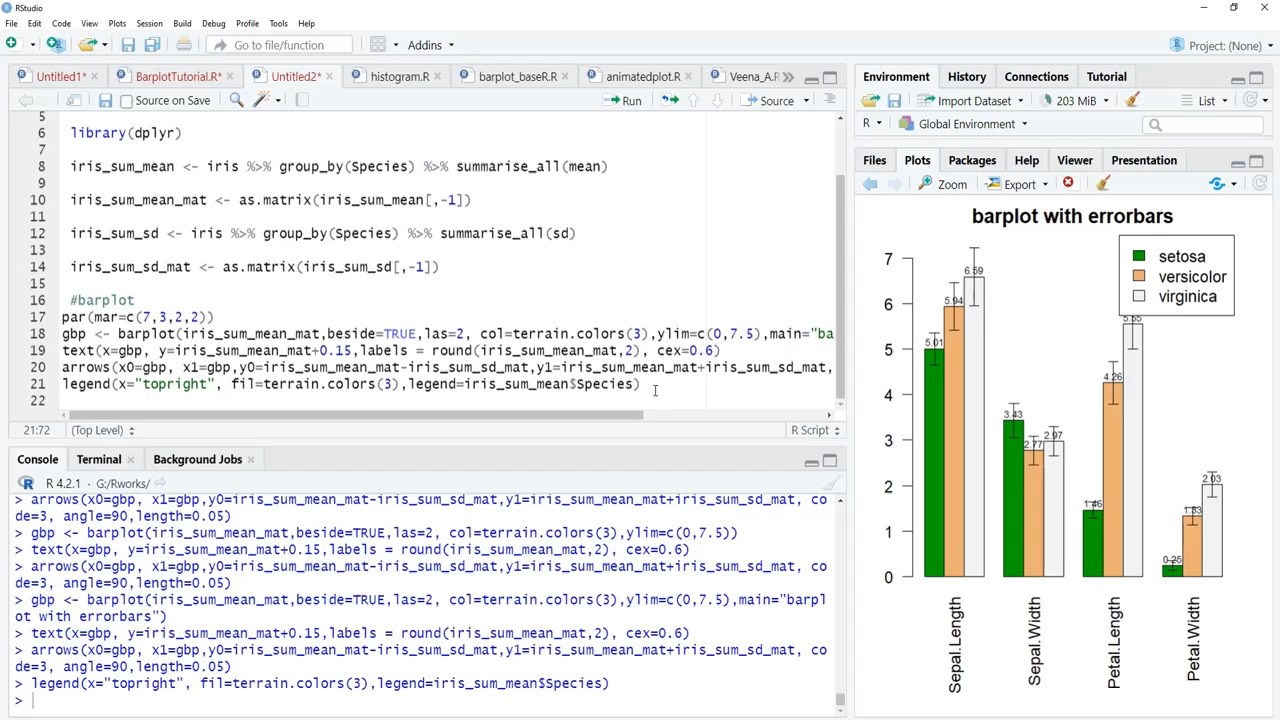 RStudio
File Edit Code View Plots Session Build Debug Profile Tools Help
Go to file/function Addins Project: (None)
Untitled1* BarplotTutorial.R* Untitled2* histogram.R barplot_baseR.R animatedplot.R Veena_A.R
Source on Save Run Source
5
6 library(dplyr)
7
8 iris_sum_mean <- iris %>% group_by(Species) %>% summarise_all(mean)
9
10 iris_sum_mean_mat <- as.matrix(iris_sum_mean[,-1])
11
12 iris_sum_sd <- iris %>% group_by(Species) %>% summarise_all(sd)
13
14 iris_sum_sd_mat <- as.matrix(iris_sum_sd[,-1])
15
16 #barplot
17 par(mar=c(7,3,2,2))
18 gbp <- barplot(iris_sum_mean_mat,beside=TRUE,las=2, col=terrain.colors(3),ylim=c(0,7.5),main="ba
19 text(x=gbp, y=iris_sum_mean_mat+0.15,labels = round(iris_sum_mean_mat,2), cex=0.6)
20 arrows(x0=gbp, x1=gbp,y0=iris_sum_mean_mat-iris_sum_sd_mat,y1=iris_sum_mean_mat+iris_sum_sd_mat,
21 legend(x="topright", fil=terrain.colors(3),legend=iris_sum_mean$Species)
22
21:72 (Top Level) R Script
Console Terminal Background Jobs
R 4.2.1 · G:/Rworks/
> arrows(x0=gbp, x1=gbp,y0=iris_sum_mean_mat-iris_sum_sd_mat,y1=iris_sum_mean_mat+iris_sum_sd_mat, co
de=3, angle=90,length=0.05)
> gbp <- barplot(iris_sum_mean_mat,beside=TRUE,las=2, col=terrain.colors(3),ylim=c(0,7.5))
> text(x=gbp, y=iris_sum_mean_mat+0.15,labels = round(iris_sum_mean_mat,2), cex=0.6)
> arrows(x0=gbp, x1=gbp,y0=iris_sum_mean_mat-iris_sum_sd_mat,y1=iris_sum_mean_mat+iris_sum_sd_mat, co
de=3, angle=90,length=0.05)
> gbp <- barplot(iris_sum_mean_mat,beside=TRUE,las=2, col=terrain.colors(3),ylim=c(0,7.5),main="barpl
ot with errorbars")
> text(x=gbp, y=iris_sum_mean_mat+0.15,labels = round(iris_sum_mean_mat,2), cex=0.6)
> arrows(x0=gbp, x1=gbp,y0=iris_sum_mean_mat-iris_sum_sd_mat,y1=iris_sum_mean_mat+iris_sum_sd_mat, co
de=3, angle=90,length=0.05)
> legend(x="topright", fil=terrain.colors(3),legend=iris_sum_mean$Species)
>
Environment History Connections Tutorial
Import Dataset 203 MiB List
R Global Environment
Files Plots Packages Help Viewer Presentation
Zoom Export
barplot with errorbars
setosa
versicolor
virginica
7
6
5
4
3
2
1
0
5.01 5.94 6.59
3.43 2.77 2.97
1.46 4.26 5.55
0.25 1.33 2.03
Sepal.Length
Sepal.Width
Petal.Length
Petal.Width